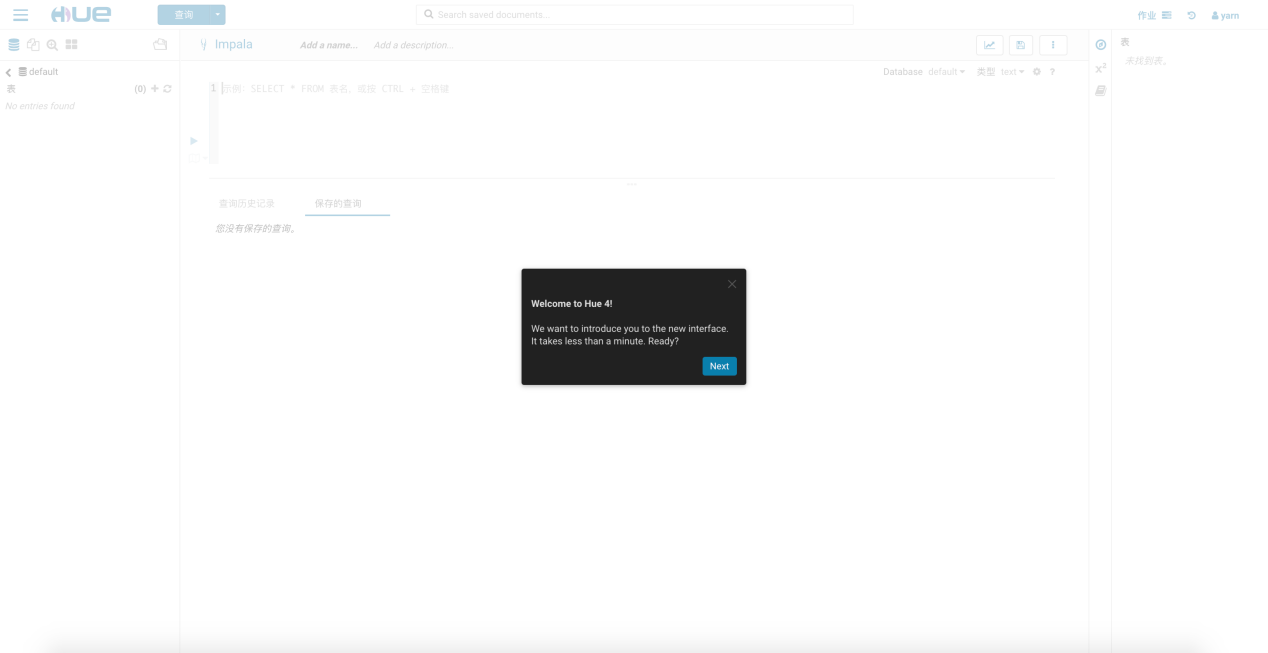 HUE
查询
Search saved documents...
作业
yarn
default
表
(0)
No entries found
Impala
Add a name...
Add a description...
Database default
类型 text
?
1
示例：SELECT * FROM 表名，或按 CTRL + 空格键
查询历史记录
保存的查询
您没有保存的查询。
表
未找到表。
x²
Welcome to Hue 4!
We want to introduce you to the new interface.
It takes less than a minute. Ready?
Next